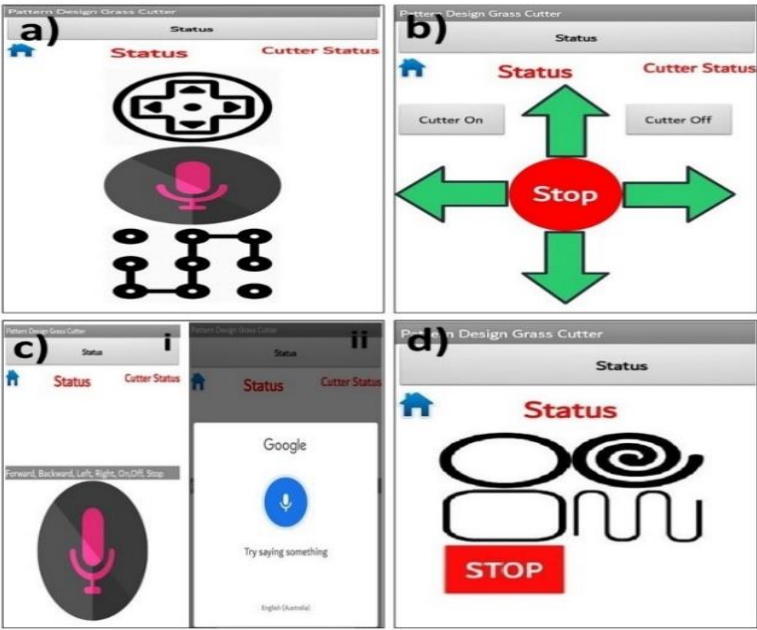 Pattern Design Grass Cutter
a)
Status
Status
Cutter Status
Pattern Design Grass Cutter
b)
Status
Status
Cutter Status
Cutter On
Cutter Off
Stop
Pattern Design Grass Cutter
c)
i
Status
Status
Cutter Status
Forward, Backward, Left, Right, On,Off, Stop
Pattern Design Grass Cutter
ii
Status
Status
Cutter Status
Google
Try saying something
English (Australia)
Pattern Design Grass Cutter
d)
Status
Status
STOP